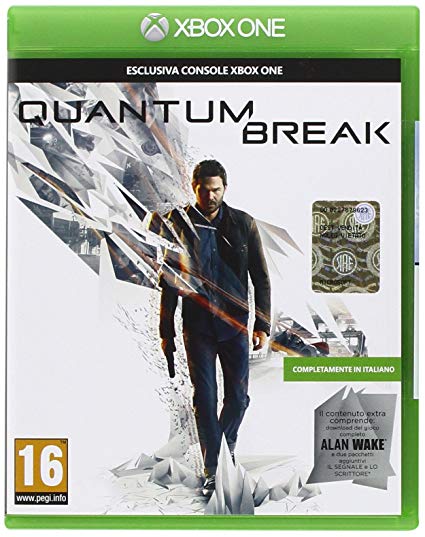 XBOX ONE
ESCLUSIVA CONSOLE XBOX ONE
QUANTUM
BREAK
COMPLETAMENTE IN ITALIANO
Il contenuto extra
comprende:
download del gioco
completo
ALAN WAKE™
e due pacchetti
aggiuntivi
IL SEGNALE e LO
SCRITTORE*
16
www.pegi.info